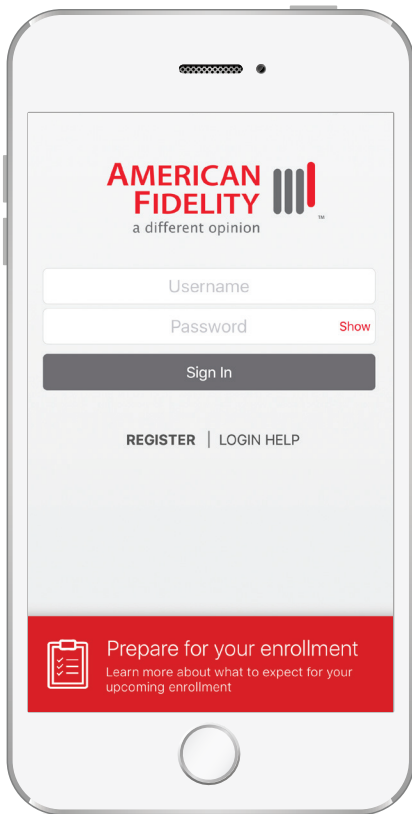 AMERICAN
FIDELITY
a different opinion
™
Username
Password Show
Sign In
REGISTER | LOGIN HELP
Prepare for your enrollment
Learn more about what to expect for your
upcoming enrollment